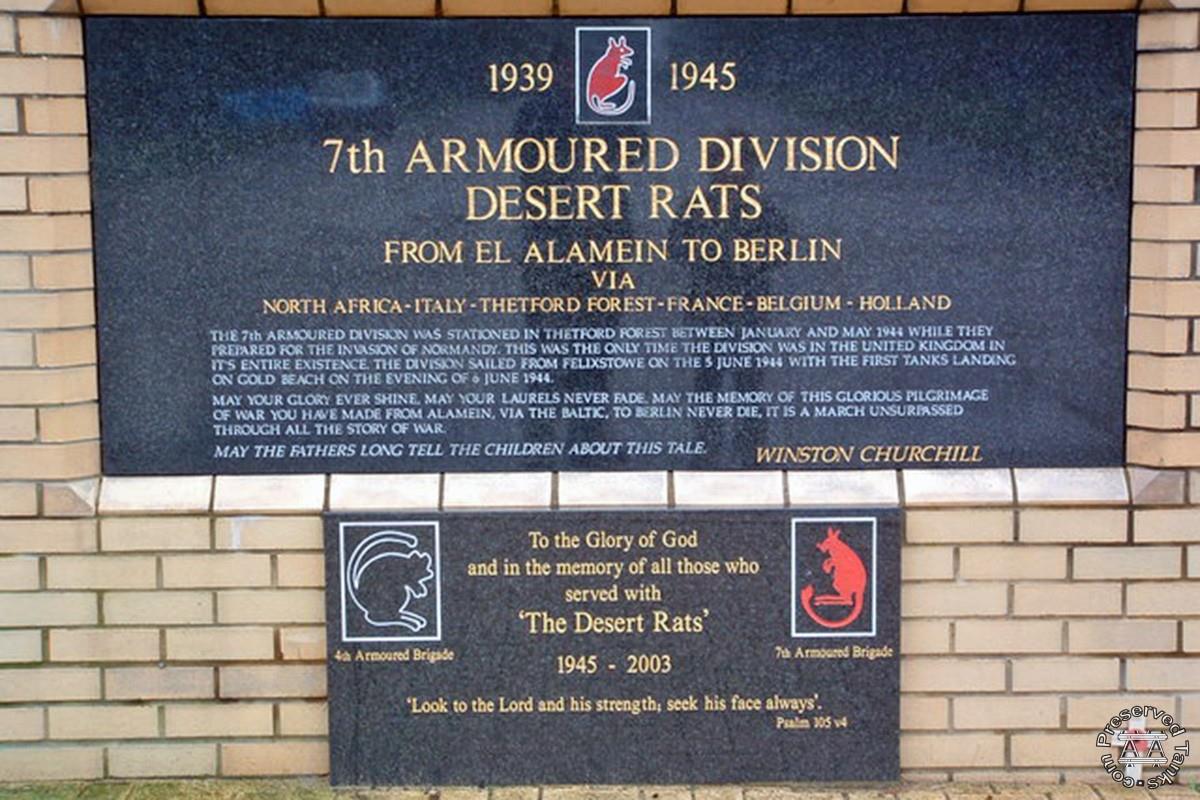 1939 1945
7th ARMOURED DIVISION
DESERT RATS
FROM EL ALAMEIN TO BERLIN
VIA
NORTH AFRICA - ITALY - THETFORD FOREST - FRANCE - BELGIUM - HOLLAND
THE 7th ARMOURED DIVISION WAS STATIONED IN THETFORD FOREST BETWEEN JANUARY AND MAY 1944 WHILE THEY
PREPARED FOR THE INVASION OF NORMANDY. THIS WAS THE ONLY TIME THE DIVISION WAS IN THE UNITED KINGDOM IN
IT'S ENTIRE EXISTENCE. THE DIVISION SAILED FROM FELIXSTOWE ON THE 5 JUNE 1944 WITH THE FIRST TANKS LANDING
ON GOLD BEACH ON THE EVENING OF 6 JUNE 1944.
MAY YOUR GLORY EVER SHINE, MAY YOUR LAURELS NEVER FADE, MAY THE MEMORY OF THIS GLORIOUS PILGRIMAGE
OF WAR YOU HAVE MADE FROM ALAMEIN, VIA THE BALTIC, TO BERLIN NEVER DIE, IT IS A MARCH UNSURPASSED
THROUGH ALL THE STORY OF WAR.
MAY THE FATHERS LONG TELL THE CHILDREN ABOUT THIS TALE. WINSTON CHURCHILL
To the Glory of God
and in the memory of all those who
served with
'The Desert Rats'
4th Armoured Brigade
7th Armoured Brigade
1945 - 2003
'Look to the Lord and his strength; seek his face always'.
Psalm 105 v4
Preserved Tanks .com